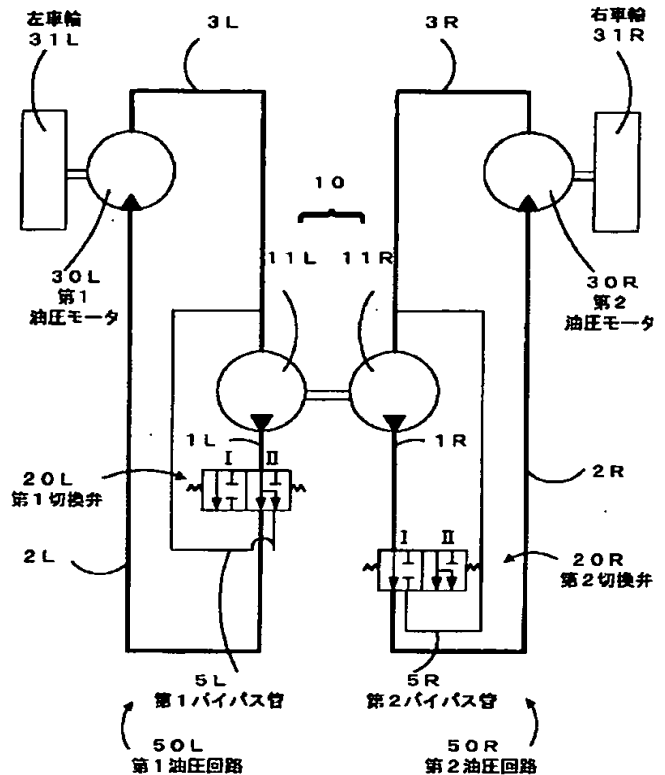 左車輪
31L
3L
3R
右車輪
31R
10
11L
11R
30L
第1
油圧モータ
30R
第2
油圧モータ
1L
1R
I
II
20L
第1切換弁
2R
I
II
2L
20R
第2切換弁
5L
第1バイパス管
5R
第2バイパス管
50L
第1油圧回路
50R
第2油圧回路